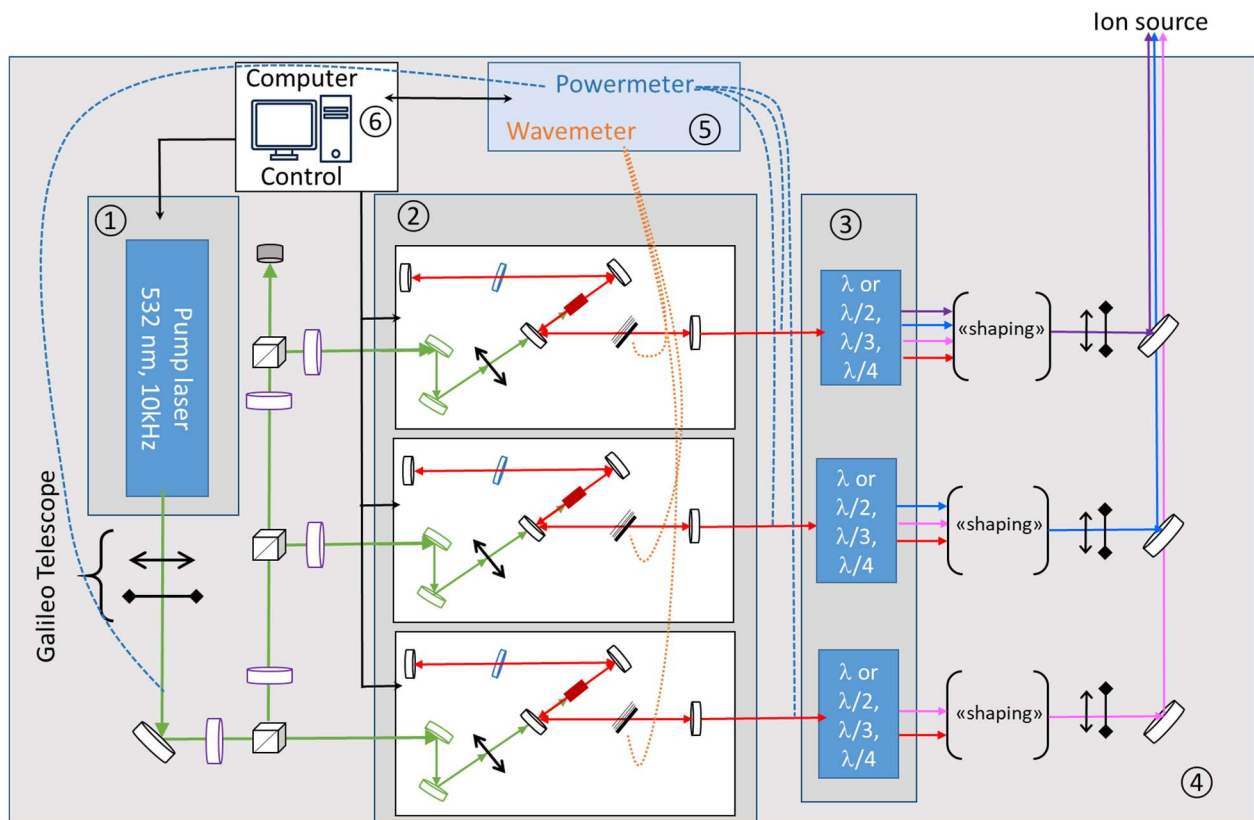 Ion source
Computer
⑥
Control
Powermeter
Wavemeter
⑤
①
Pump laser
532 nm, 10kHz
②
③
λ or
λ/2,
λ/3,
λ/4
«shaping»
λ or
λ/2,
λ/3,
λ/4
«shaping»
Galileo Telescope
λ or
λ/2,
λ/3,
λ/4
«shaping»
④